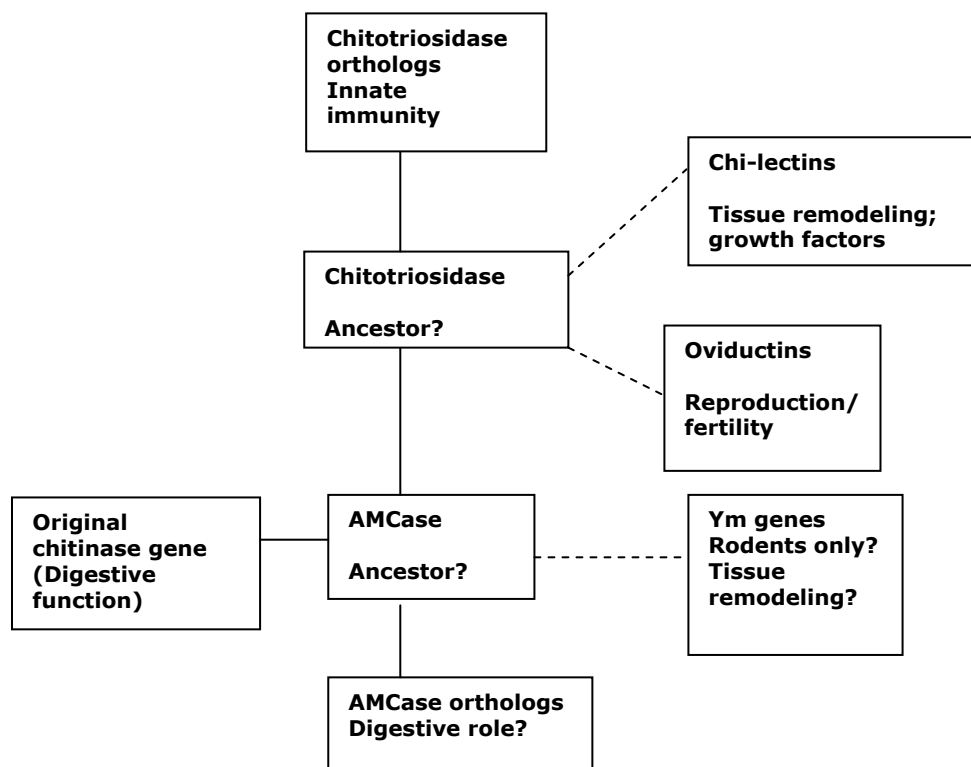 Chitotriosidase
orthologs
Innate
immunity
Chi-lectins
Tissue remodeling;
growth factors
Chitotriosidase
Ancestor?
Oviductins
Reproduction/
fertility
Original
chitinase gene
(Digestive
function)
AMCase
Ancestor?
Ym genes
Rodents only?
Tissue
remodeling?
AMCase orthologs
Digestive role?